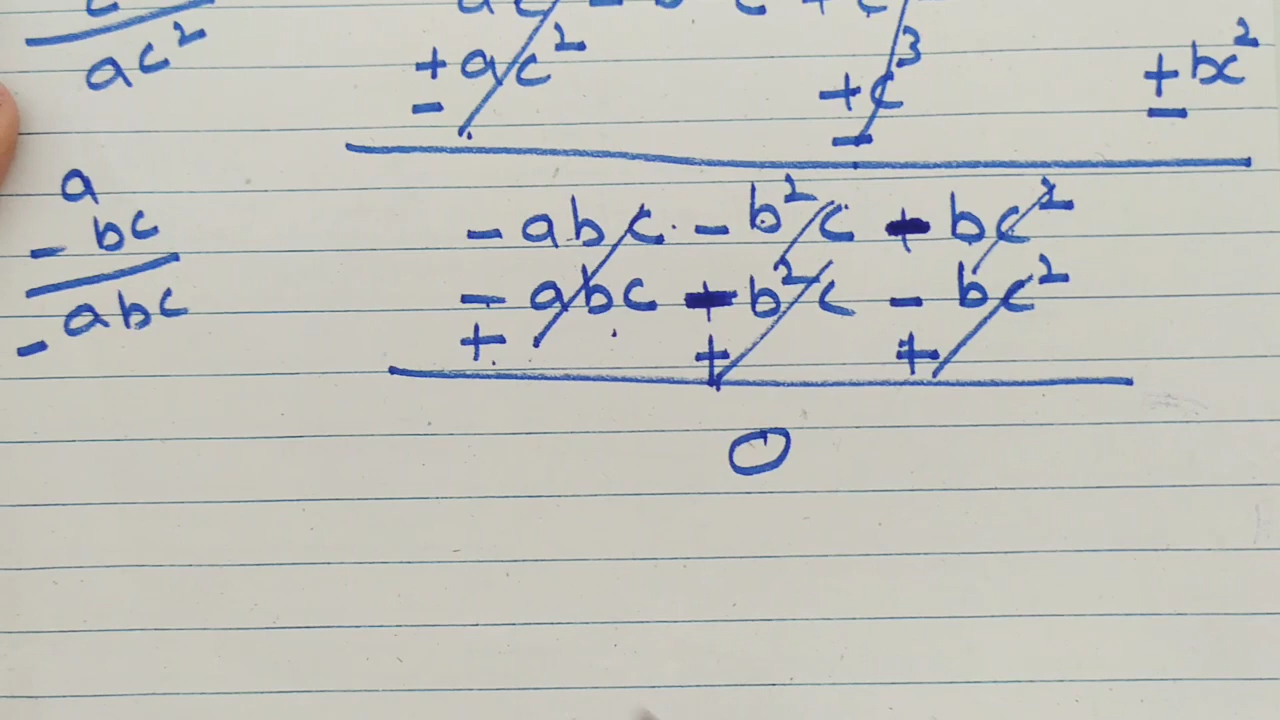 ac²
+ac² +c³ +bc²
- - -
a
- bc
- abc
-abc - b²c - bc²
- abc - b²c - bc²
+ + +
0